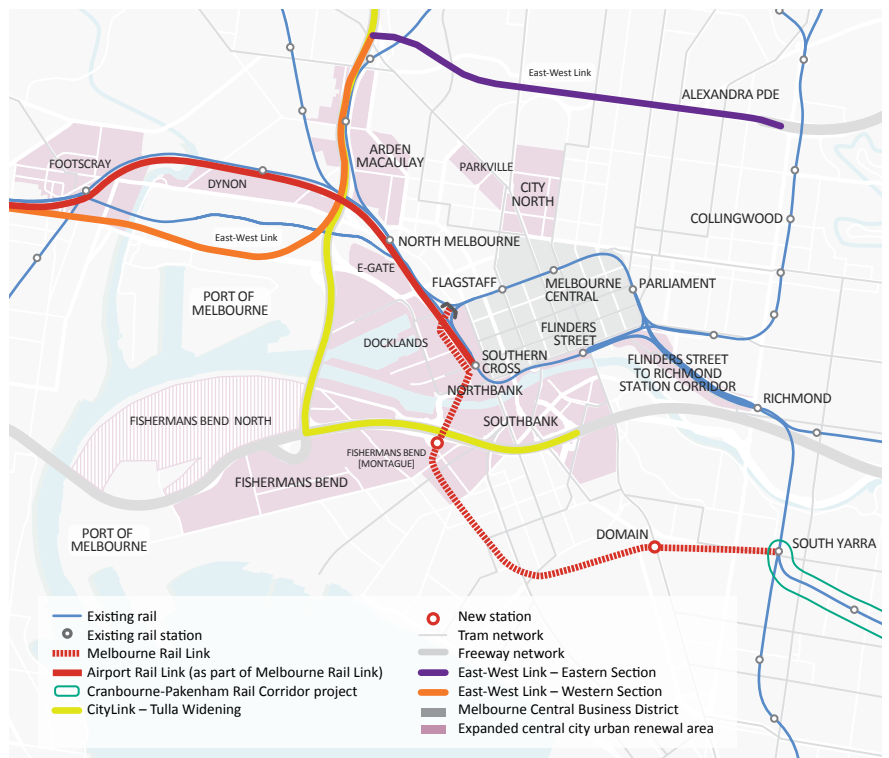 East-West Link
ALEXANDRA PDE
ARDEN
MACAULAY
FOOTSCRAY
PARKVILLE
DYNON
CITY
NORTH
COLLINGWOOD
East-West Link
NORTH MELBOURNE
E-GATE
FLAGSTAFF
MELBOURNE
CENTRAL
PARLIAMENT
PORT OF
MELBOURNE
DOCKLANDS
FLINDERS
STREET
SOUTHERN
CROSS
FLINDERS STREET
TO RICHMOND
STATION CORRIDOR
NORTHBANK
RICHMOND
FISHERMANS BEND NORTH
SOUTHBANK
FISHERMANS BEND
[MONTAGUE]
FISHERMANS BEND
PORT OF
MELBOURNE
DOMAIN
SOUTH YARRA
Existing rail
Existing rail station
Melbourne Rail Link
Airport Rail Link (as part of Melbourne Rail Link)
Cranbourne-Pakenham Rail Corridor project
CityLink – Tulla Widening
New station
Tram network
Freeway network
East-West Link – Eastern Section
East-West Link – Western Section
Melbourne Central Business District
Expanded central city urban renewal area